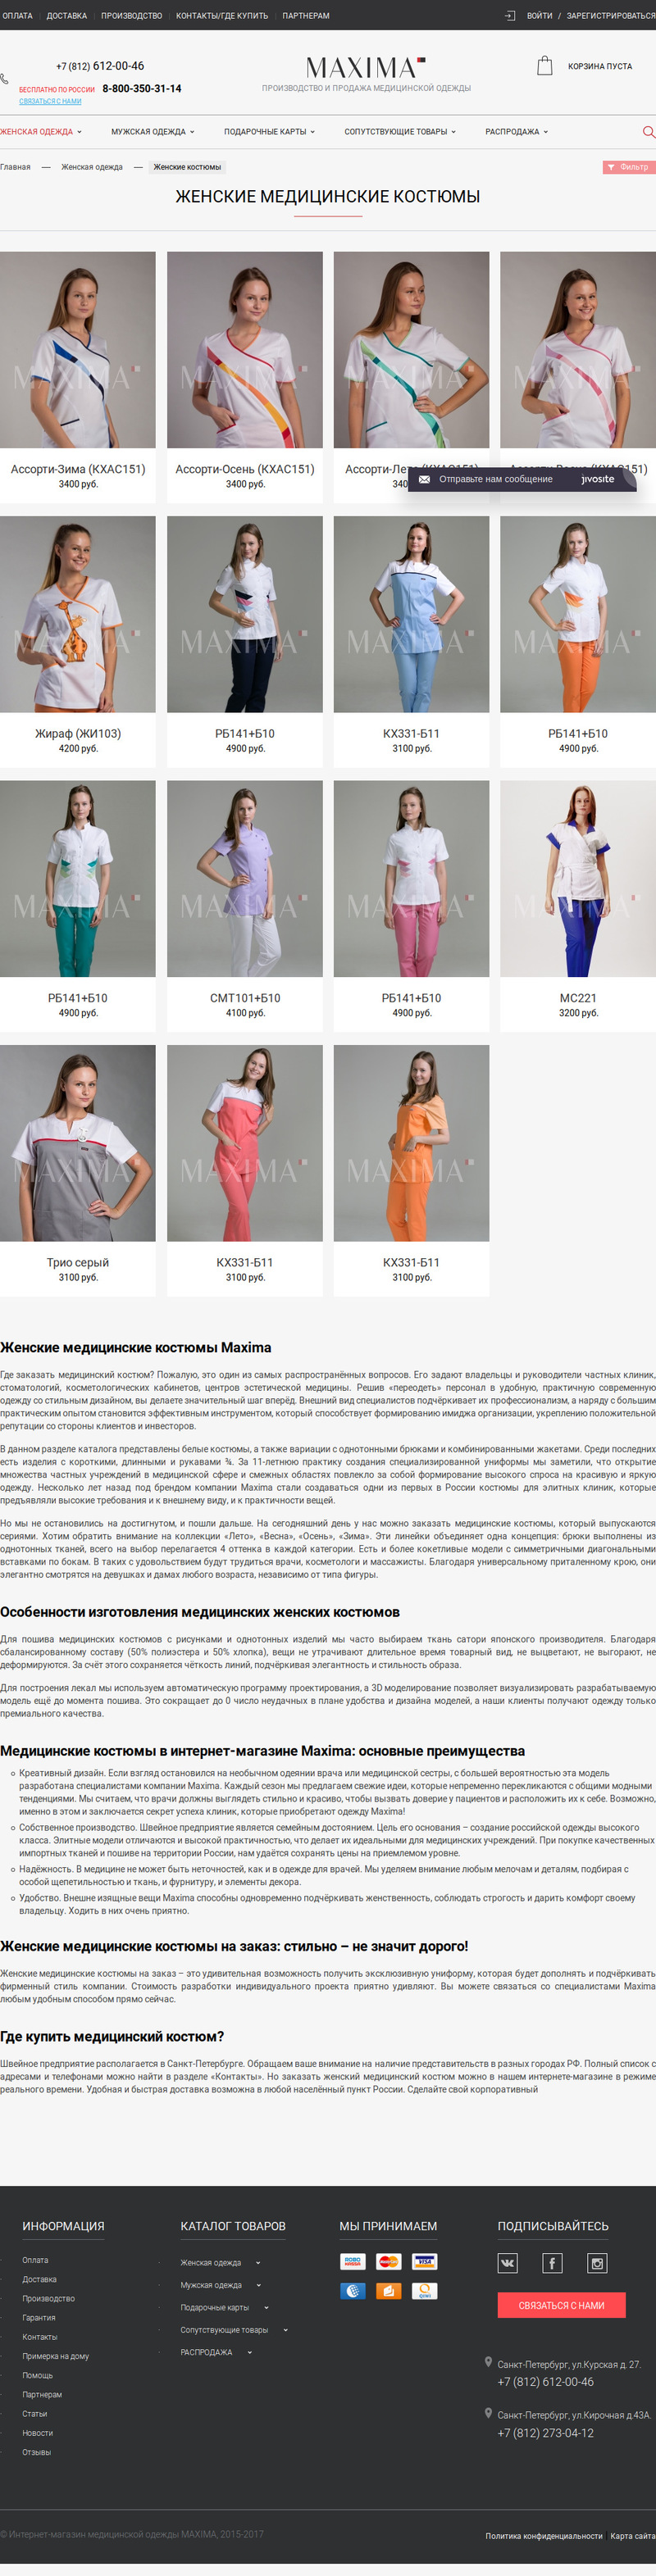 ОПЛАТА ДОСТАВКА ПРОИЗВОДСТВО КОНТАКТЫ/ГДЕ КУПИТЬ ПАРТНЕРАМ ВОЙТИ / ЗАРЕГИСТРИРОВАТЬСЯ
+7 (812) 612-00-46
БЕСПЛАТНО ПО РОССИИ 8-800-350-31-14
СВЯЗАТЬСЯ С НАМИ
MAXIMA
ПРОИЗВОДСТВО И ПРОДАЖА МЕДИЦИНСКОЙ ОДЕЖДЫ
КОРЗИНА ПУСТА
ЖЕНСКАЯ ОДЕЖДА МУЖСКАЯ ОДЕЖДА ПОДАРОЧНЫЕ КАРТЫ СОПУТСТВУЮЩИЕ ТОВАРЫ РАСПРОДАЖА
Главная — Женская одежда — Женские костюмы Фильтр
ЖЕНСКИЕ МЕДИЦИНСКИЕ КОСТЮМЫ
MAXIMA MAXIMA MAXIMA MAXIMA
Ассорти-Зима (КХАС151) Ассорти-Осень (КХАС151) Ассорти-Лето (КХАС151) Ассорти-Весна (КХАС151)
3400 руб. 3400 руб. 340
Отправьте нам сообщение jivosite
MAXIMA MAXIMA MAXIMA MAXIMA
Жираф (ЖИ103) РБ141+Б10 КХ331-Б11 РБ141+Б10
4200 руб. 4900 руб. 3100 руб. 4900 руб.
MAXIMA MAXIMA MAXIMA MAXIMA
РБ141+Б10 СМТ101+Б10 РБ141+Б10 МС221
4900 руб. 4100 руб. 4900 руб. 3200 руб.
MAXIMA MAXIMA MAXIMA
Трио серый КХ331-Б11 КХ331-Б11
3100 руб. 3100 руб. 3100 руб.
Женские медицинские костюмы Maxima
Где заказать медицинский костюм? Пожалуй, это один из самых распространённых вопросов. Его задают владельцы и руководители частных клиник,
стоматологий, косметологических кабинетов, центров эстетической медицины. Решив «переодеть» персонал в удобную, практичную современную
одежду со стильным дизайном, вы делаете значительный шаг вперёд. Внешний вид специалистов подчёркивает их профессионализм, а наряду с большим
практическим опытом становится эффективным инструментом, который способствует формированию имиджа организации, укреплению положительной
репутации со стороны клиентов и инвесторов.
В данном разделе каталога представлены белые костюмы, а также вариации с однотонными брюками и комбинированными жакетами. Среди последних
есть изделия с короткими, длинными и рукавами ¾. За 11-летнюю практику создания специализированной униформы мы заметили, что открытие
множества частных учреждений в медицинской сфере и смежных областях повлекло за собой формирование высокого спроса на красивую и яркую
одежду. Несколько лет назад под брендом компании Maxima стали создаваться одни из первых в России костюмы для элитных клиник, которые
предъявляли высокие требования и к внешнему виду, и к практичности вещей.
Но мы не остановились на достигнутом, и пошли дальше. На сегодняшний день у нас можно заказать медицинские костюмы, который выпускаются
сериями. Хотим обратить внимание на коллекции «Лето», «Весна», «Осень», «Зима». Эти линейки объединяет одна концепция: брюки выполнены из
однотонных тканей, всего на выбор перелагается 4 оттенка в каждой категории. Есть и более кокетливые модели с симметричными диагональными
вставками по бокам. В таких с удовольствием будут трудиться врачи, косметологи и массажисты. Благодаря универсальному приталенному крою, они
элегантно смотрятся на девушках и дамах любого возраста, независимо от типа фигуры.
Особенности изготовления медицинских женских костюмов
Для пошива медицинских костюмов с рисунками и однотонных изделий мы часто выбираем ткань сатори японского производителя. Благодаря
сбалансированному составу (50% полиэстера и 50% хлопка), вещи не утрачивают длительное время товарный вид, не выцветают, не выгорают, не
деформируются. За счёт этого сохраняется чёткость линий, подчёркивая элегантность и стильность образа.
Для построения лекал мы используем автоматическую программу проектирования, а 3D моделирование позволяет визуализировать разрабатываемую
модель ещё до момента пошива. Это сокращает до 0 число неудачных в плане удобства и дизайна моделей, а наши клиенты получают одежду только
премиального качества.
Медицинские костюмы в интернет-магазине Maxima: основные преимущества
Креативный дизайн. Если взгляд остановился на необычном одеянии врача или медицинской сестры, с большей вероятностью эта модель
разработана специалистами компании Maxima. Каждый сезон мы предлагаем свежие идеи, которые непременно перекликаются с общими модными
тенденциями. Мы считаем, что врачи должны выглядеть стильно и красиво, чтобы вызвать доверие у пациентов и расположить их к себе. Возможно,
именно в этом и заключается секрет успеха клиник, которые приобретают одежду Maxima!
Собственное производство. Швейное предприятие является семейным достоянием. Цель его основания – создание российской одежды высокого
класса. Элитные модели отличаются и высокой практичностью, что делает их идеальными для медицинских учреждений. При покупке качественных
импортных тканей и пошиве на территории России, нам удаётся сохранять цены на приемлемом уровне.
Надёжность. В медицине не может быть неточностей, как и в одежде для врачей. Мы уделяем внимание любым мелочам и деталям, подбирая с
особой щепетильностью и ткань, и фурнитуру, и элементы декора.
Удобство. Внешне изящные вещи Maxima способны одновременно подчёркивать женственность, соблюдать строгость и дарить комфорт своему
владельцу. Ходить в них очень приятно.
Женские медицинские костюмы на заказ: стильно – не значит дорого!
Женские медицинские костюмы на заказ – это удивительная возможность получить эксклюзивную униформу, которая будет дополнять и подчёркивать
фирменный стиль компании. Стоимость разработки индивидуального проекта приятно удивляют. Вы можете связаться со специалистами Maxima
любым удобным способом прямо сейчас.
Где купить медицинский костюм?
Швейное предприятие располагается в Санкт-Петербурге. Обращаем ваше внимание на наличие представительств в разных городах РФ. Полный список с
адресами и телефонами можно найти в разделе «Контакты». Но заказать женский медицинский костюм можно в нашем интернете-магазине в режиме
реального времени. Удобная и быстрая доставка возможна в любой населённый пункт России. Сделайте свой корпоративный
ИНФОРМАЦИЯ
Оплата
Доставка
Производство
Гарантия
Контакты
Примерка на дому
Помощь
Партнерам
Статьи
Новости
Отзывы
КАТАЛОГ ТОВАРОВ
Женская одежда
Мужская одежда
Подарочные карты
Сопутствующие товары
РАСПРОДАЖА
МЫ ПРИНИМАЕМ
ROBO KASSA MasterCard VISA
QIWI
ПОДПИСЫВАЙТЕСЬ
СВЯЗАТЬСЯ С НАМИ
Санкт-Петербург, ул.Курская д. 27.
+7 (812) 612-00-46
Санкт-Петербург, ул.Кирочная д.43А.
+7 (812) 273-04-12
© Интернет-магазин медицинской одежды MAXIMA, 2015-2017
Политика конфиденциальности | Карта сайта